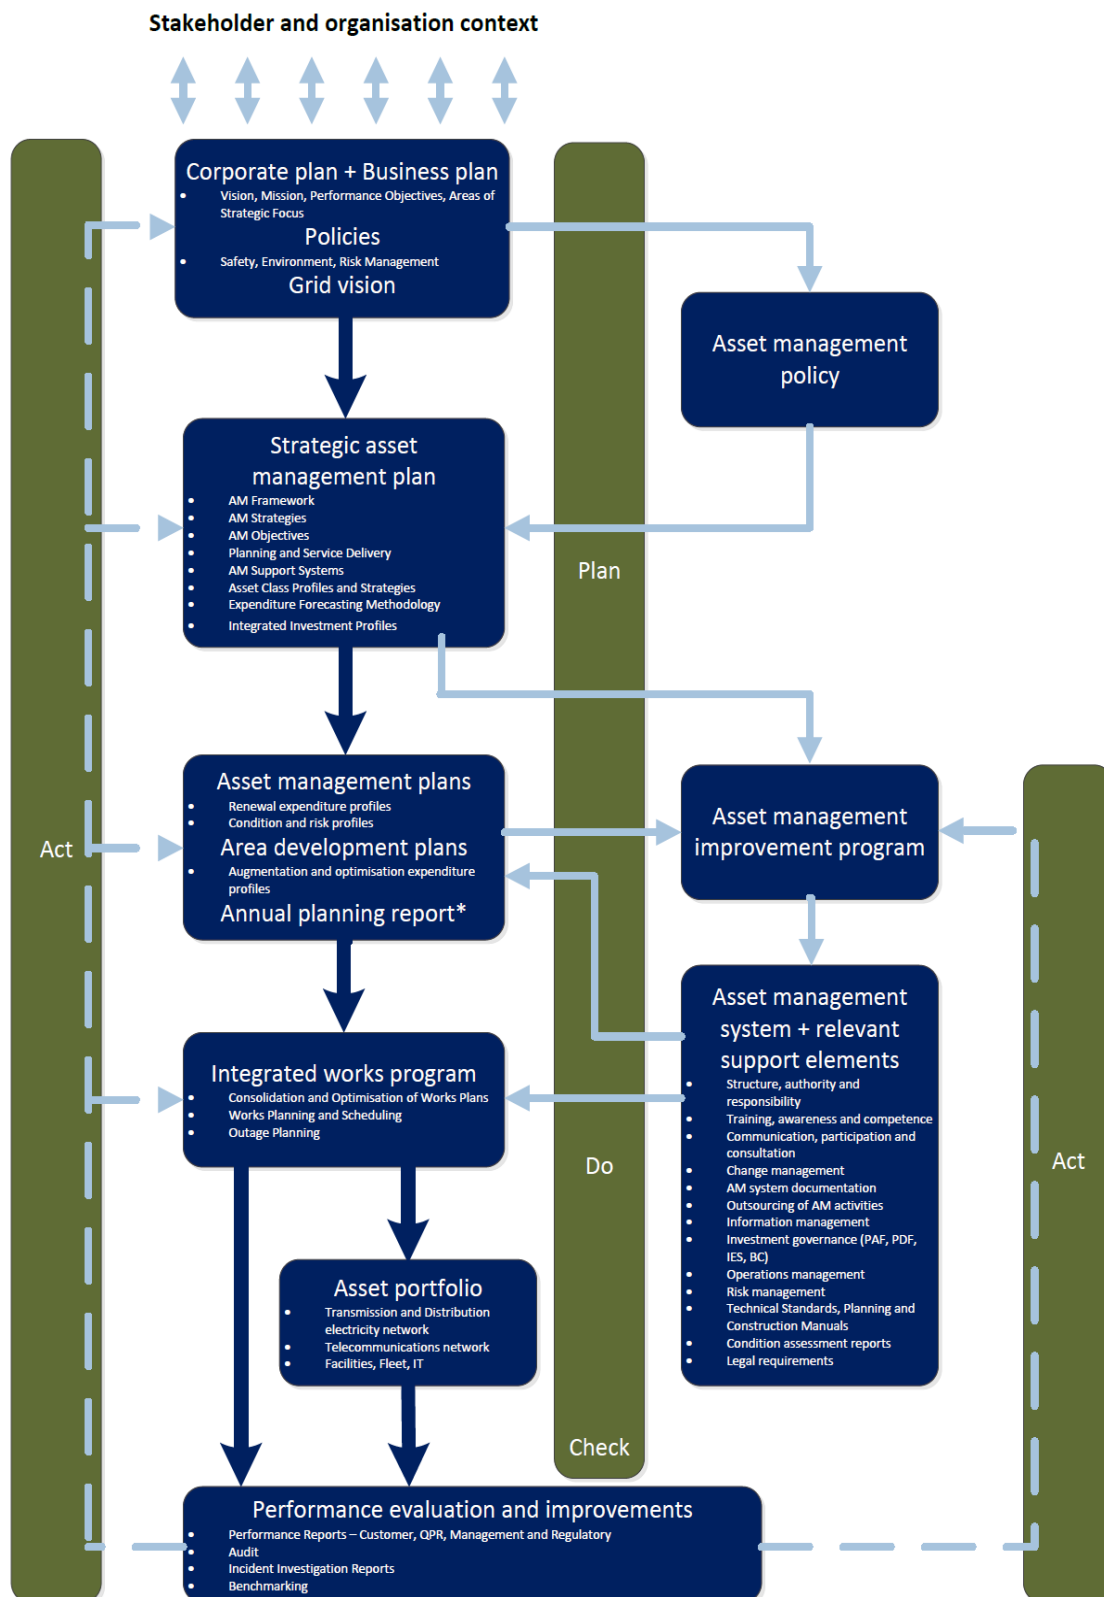 Stakeholder and organisation context
Corporate plan + Business plan
• Vision, Mission, Performance Objectives, Areas of
Strategic Focus
Policies
• Safety, Environment, Risk Management
Grid vision
Asset management
policy
Strategic asset
management plan
• AM Framework
• AM Strategies
• AM Objectives
• Planning and Service Delivery
• AM Support Systems
• Asset Class Profiles and Strategies
• Expenditure Forecasting Methodology
• Integrated Investment Profiles
Plan
Asset management plans
• Renewal expenditure profiles
• Condition and risk profiles
Area development plans
• Augmentation and optimisation expenditure
profiles
Annual planning report*
Asset management
improvement program
Act
Integrated works program
• Consolidation and Optimisation of Works Plans
• Works Planning and Scheduling
• Outage Planning
Asset management
system + relevant
support elements
• Structure, authority and
responsibility
• Training, awareness and competence
• Communication, participation and
consultation
• Change management
• AM system documentation
• Outsourcing of AM activities
• Information management
• Investment governance (PAF, PDF,
IES, BC)
• Operations management
• Risk management
• Technical Standards, Planning and
Construction Manuals
• Condition assessment reports
• Legal requirements
Do
Act
Asset portfolio
• Transmission and Distribution
electricity network
• Telecommunications network
• Facilities, Fleet, IT
Check
Performance evaluation and improvements
• Performance Reports – Customer, QPR, Management and Regulatory
• Audit
• Incident Investigation Reports
• Benchmarking